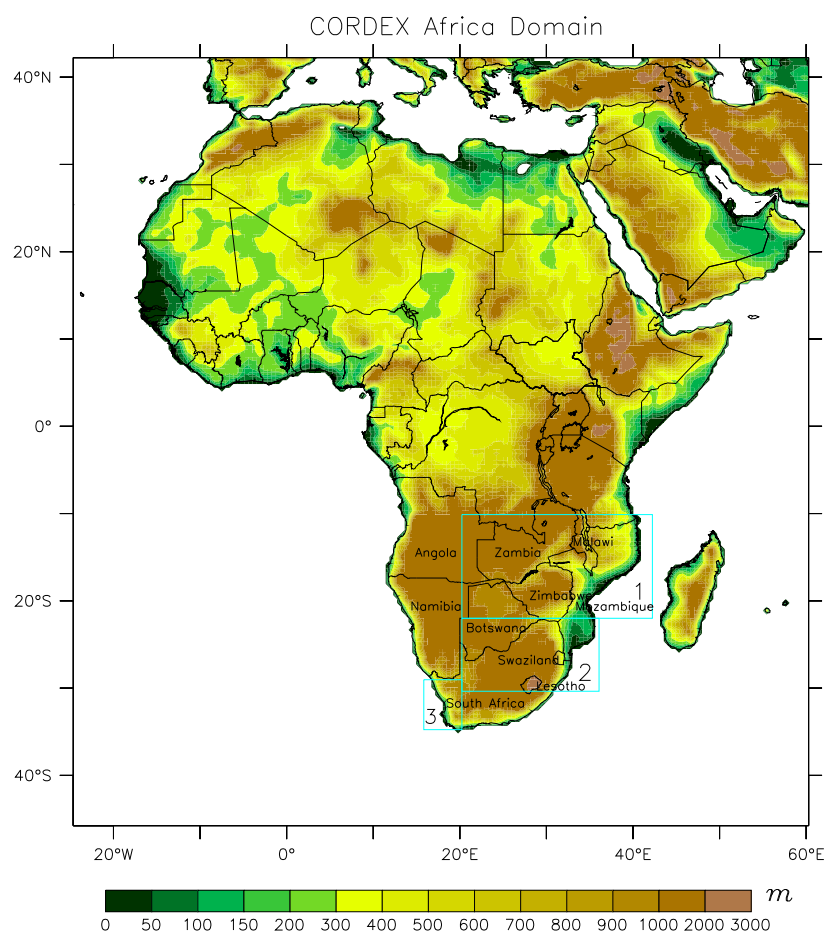 CORDEX Africa Domain
40°N
20°N
0°
20°S
40°S
Angola
Zambia
Malawi
Namibia
Zimbabwe
Mozambique
1
Botswana
Swaziland
2
Lesotho
South Africa
3
20°W 0° 20°E 40°E 60°E
m
0 50 100 150 200 300 400 500 600 700 800 900 1000 2000 3000